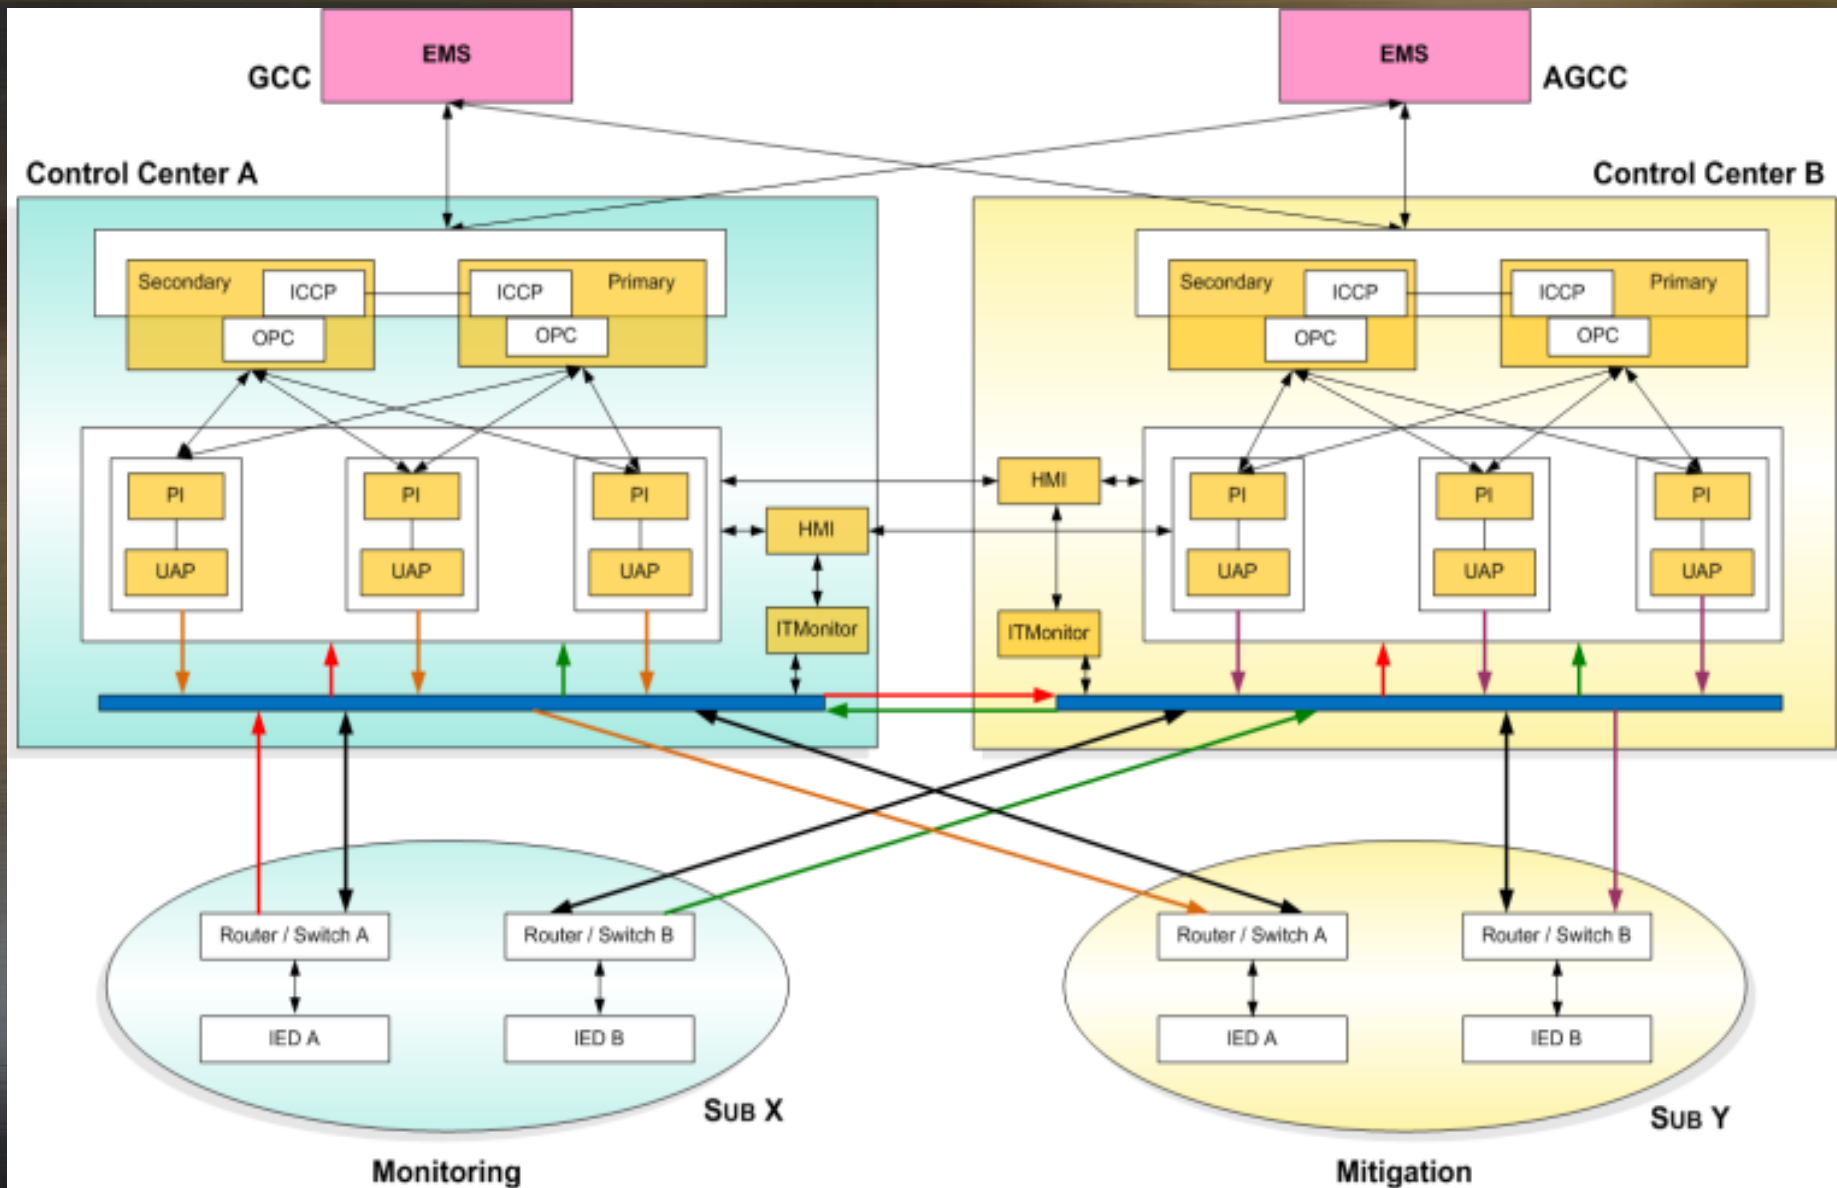 EMS
EMS
GCC
AGCC
Control Center A
Control Center B
Secondary
ICCP
ICCP
Primary
OPC
OPC
Secondary
ICCP
ICCP
Primary
OPC
OPC
PI
PI
PI
UAP
UAP
UAP
HMI
ITMonitor
HMI
ITMonitor
PI
PI
PI
UAP
UAP
UAP
Router / Switch A
Router / Switch B
IED A
IED B
SUB X
Router / Switch A
Router / Switch B
IED A
IED B
SUB Y
Monitoring
Mitigation